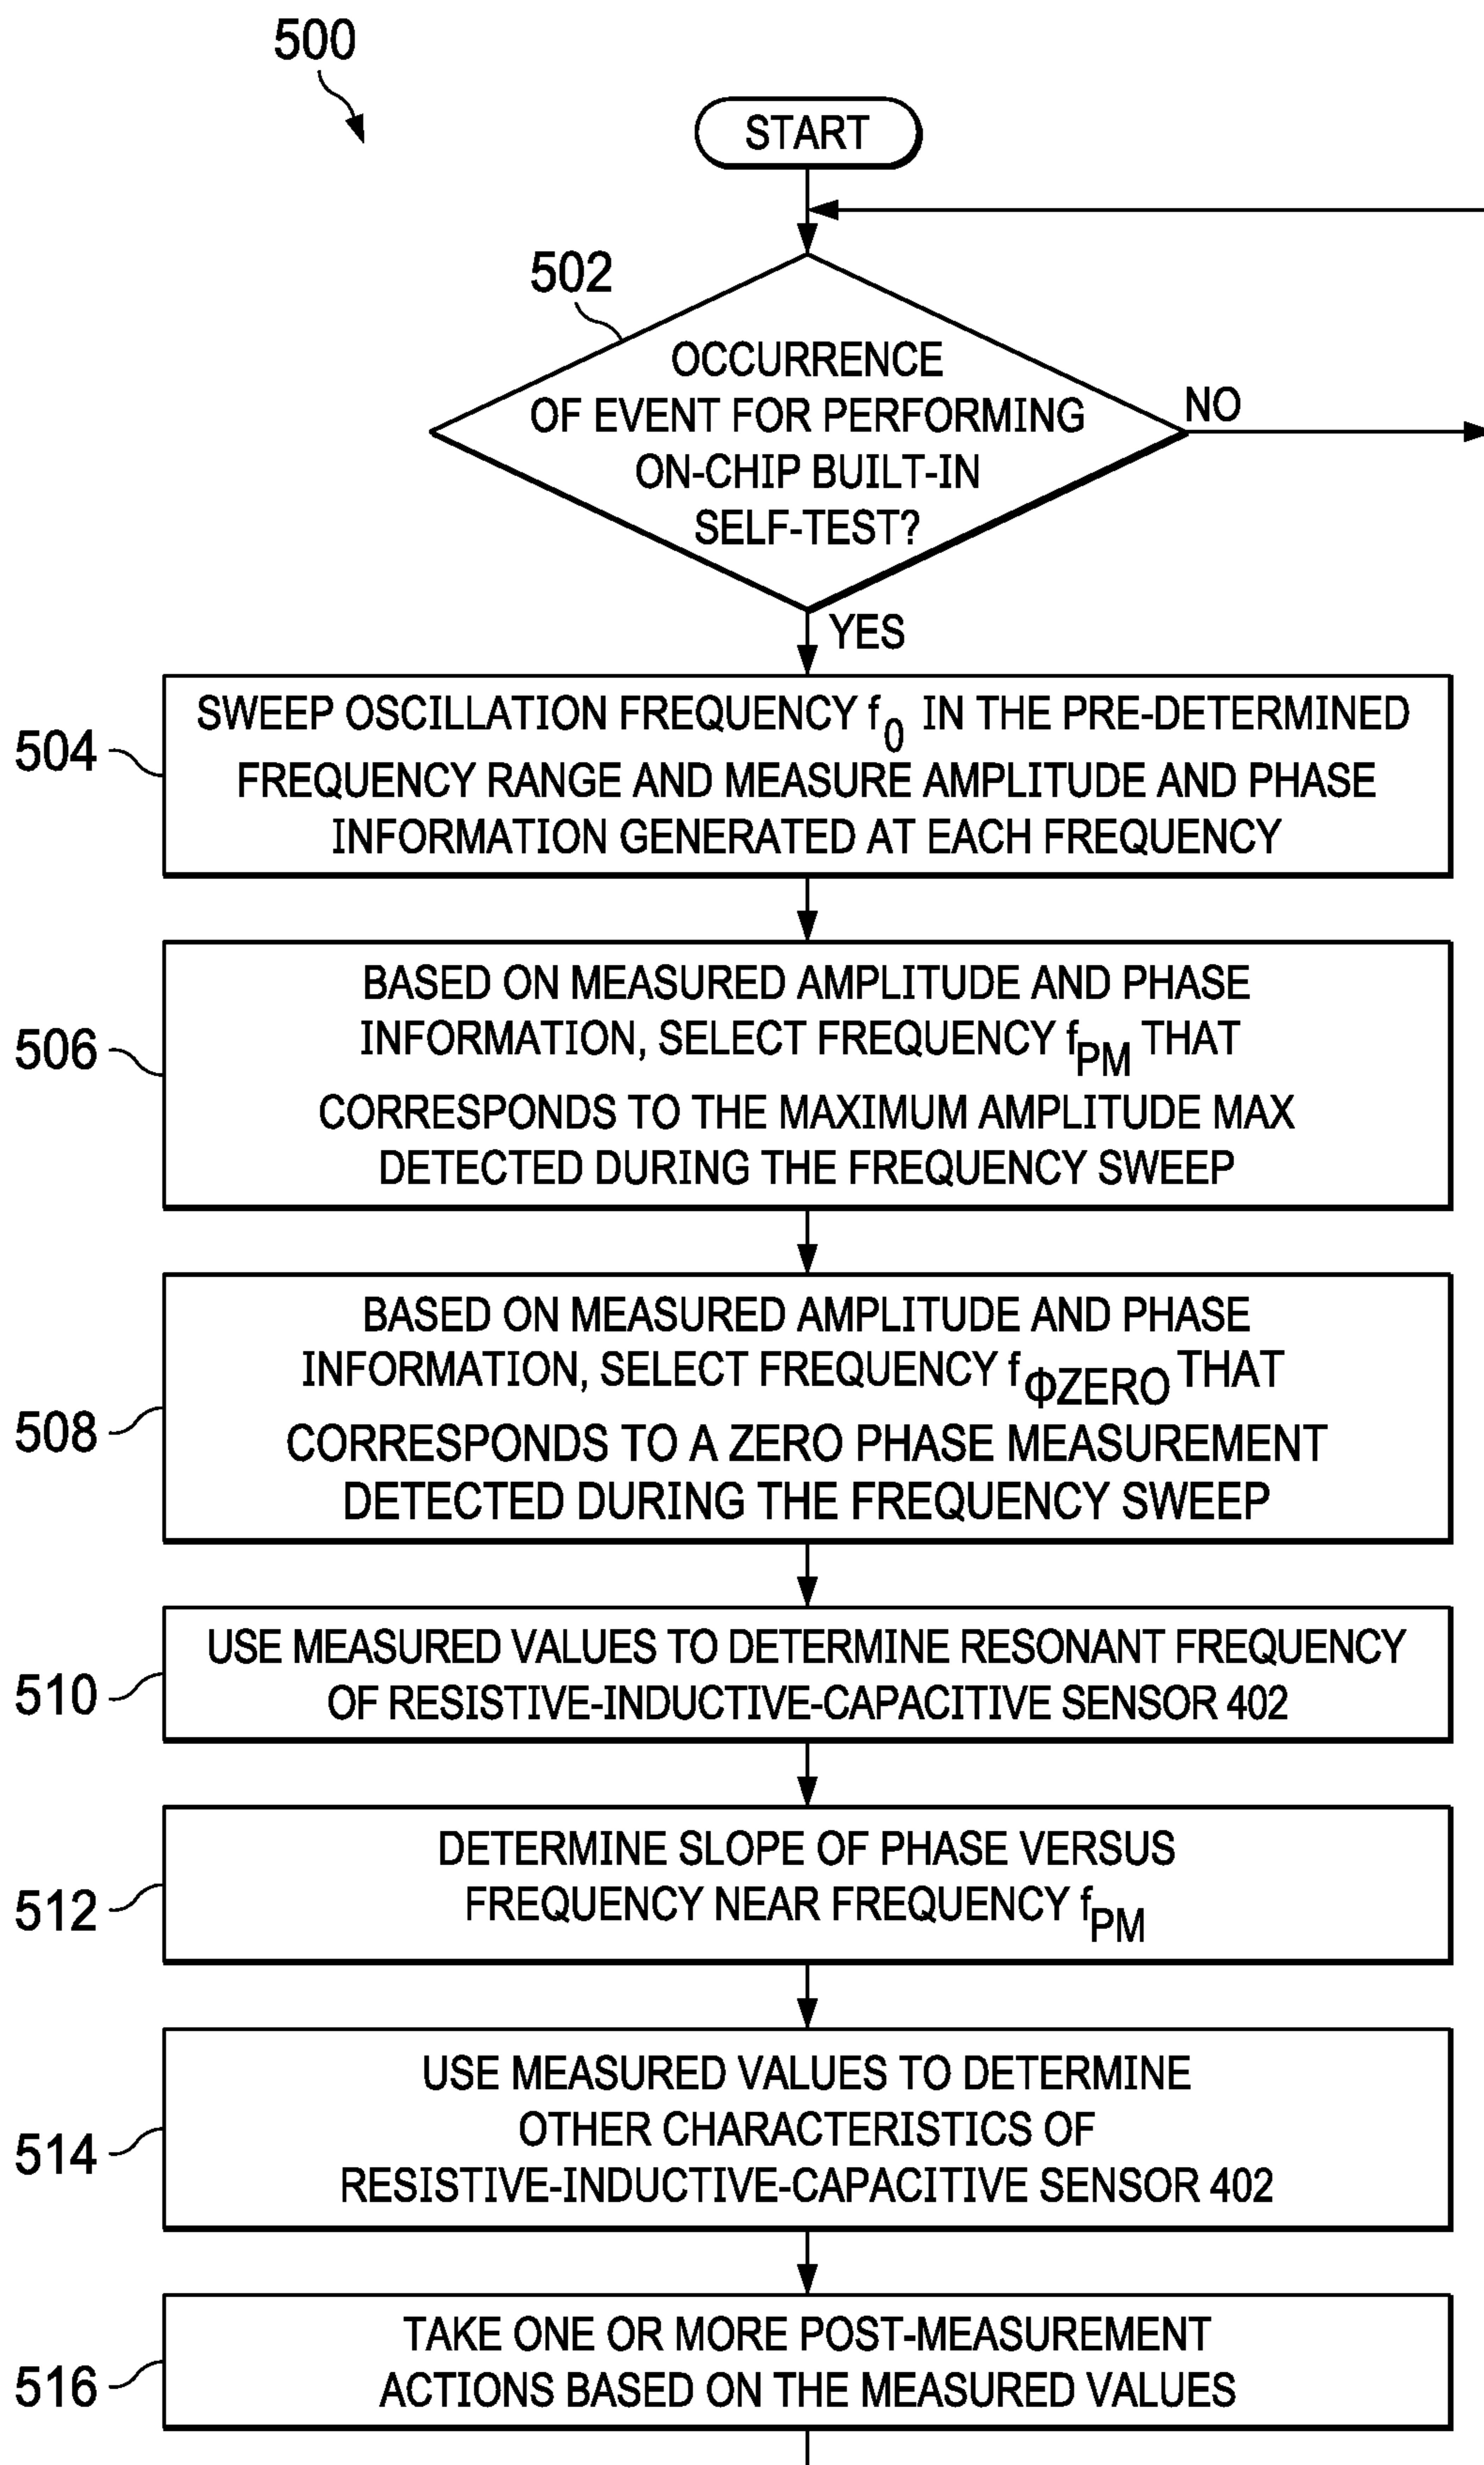 500
START
502
OCCURRENCE
OF EVENT FOR PERFORMING
ON-CHIP BUILT-IN
SELF-TEST?
NO
YES
504
SWEEP OSCILLATION FREQUENCY f0 IN THE PRE-DETERMINED
FREQUENCY RANGE AND MEASURE AMPLITUDE AND PHASE
INFORMATION GENERATED AT EACH FREQUENCY
506
BASED ON MEASURED AMPLITUDE AND PHASE
INFORMATION, SELECT FREQUENCY fPM THAT
CORRESPONDS TO THE MAXIMUM AMPLITUDE MAX
DETECTED DURING THE FREQUENCY SWEEP
508
BASED ON MEASURED AMPLITUDE AND PHASE
INFORMATION, SELECT FREQUENCY fΦZERO THAT
CORRESPONDS TO A ZERO PHASE MEASUREMENT
DETECTED DURING THE FREQUENCY SWEEP
510
USE MEASURED VALUES TO DETERMINE RESONANT FREQUENCY
OF RESISTIVE-INDUCTIVE-CAPACITIVE SENSOR 402
512
DETERMINE SLOPE OF PHASE VERSUS
FREQUENCY NEAR FREQUENCY fPM
514
USE MEASURED VALUES TO DETERMINE
OTHER CHARACTERISTICS OF
RESISTIVE-INDUCTIVE-CAPACITIVE SENSOR 402
516
TAKE ONE OR MORE POST-MEASUREMENT
ACTIONS BASED ON THE MEASURED VALUES